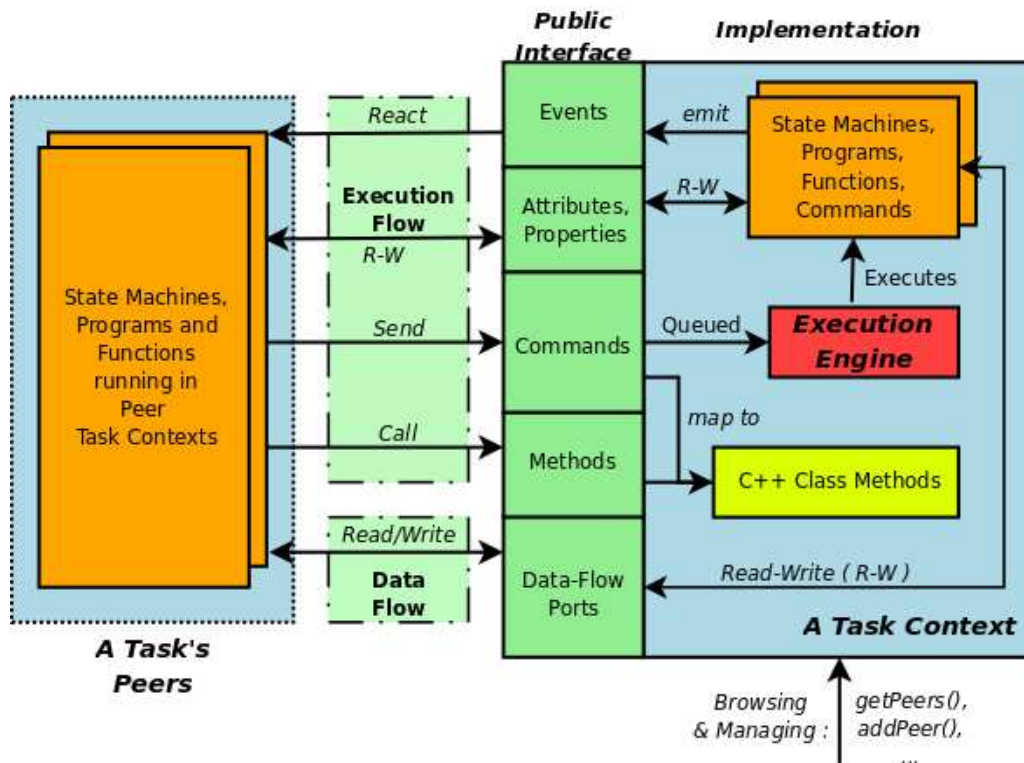 Public
Interface
Implementation
React
Events
emit
State Machines,
Programs,
Functions,
Commands
Execution
Flow
R-W
Attributes,
Properties
R-W
Executes
State Machines,
Programs and
Functions
running in
Peer
Task Contexts
Send
Commands
Queued
Execution
Engine
map to
Call
Methods
C++ Class Methods
Read/Write
Data
Flow
Data-Flow
Ports
Read-Write ( R-W )
A Task Context
A Task's
Peers
Browsing
& Managing :
getPeers(),
addPeer(),